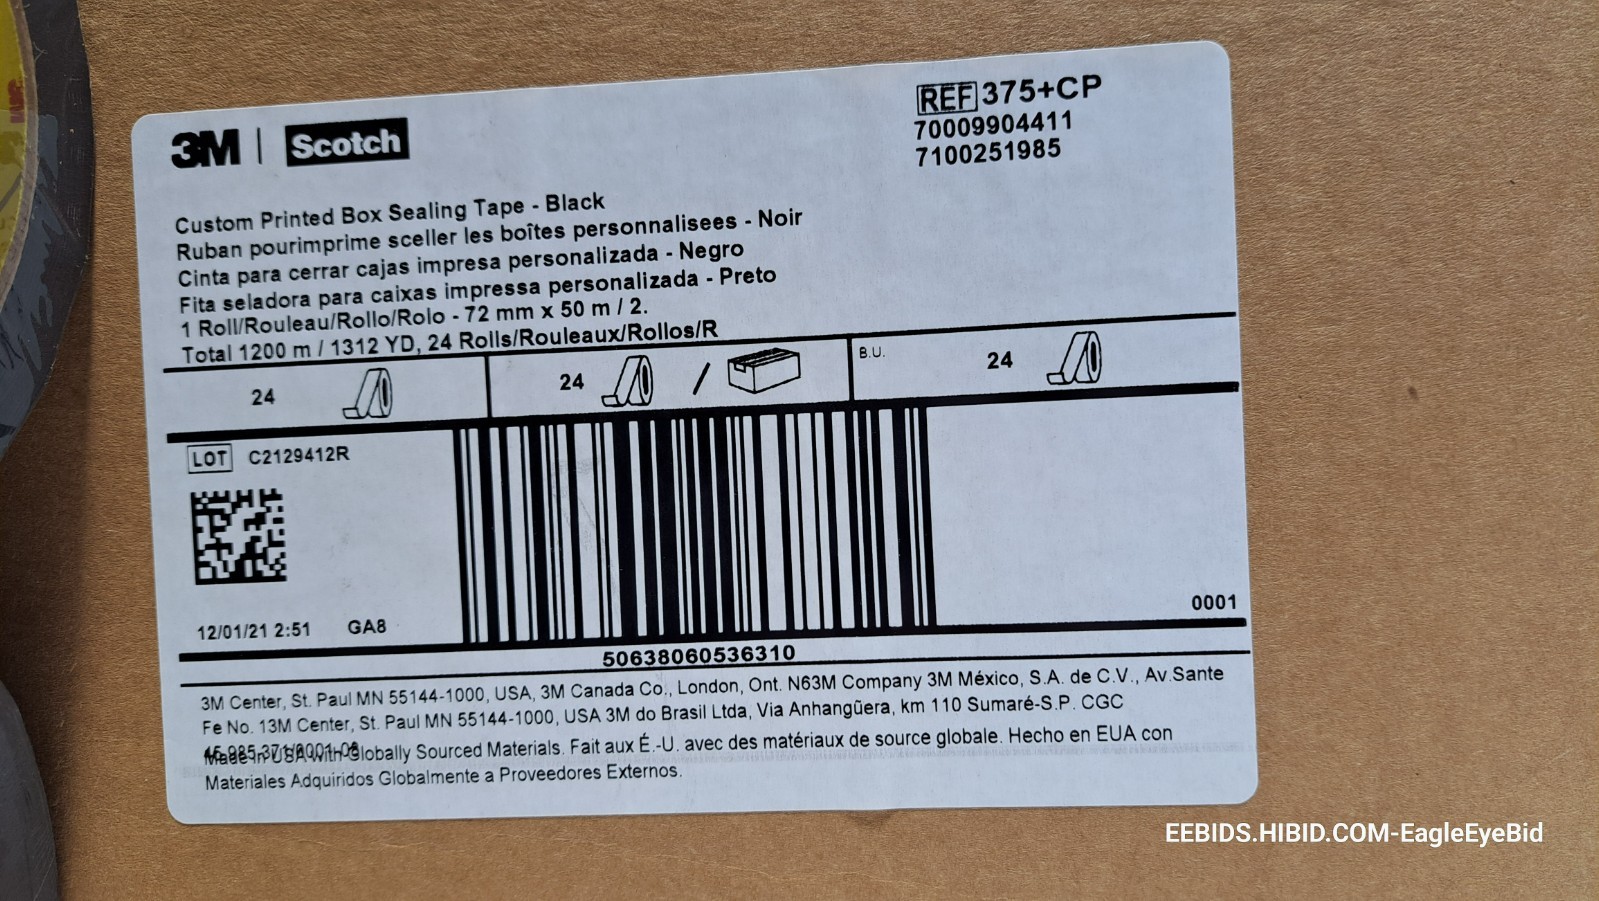 3M | Scotch
REF 375+CP
70009904411
7100251985
Custom Printed Box Sealing Tape - Black
Ruban pourimprime sceller les boîtes personnalisees - Noir
Cinta para cerrar cajas impresa personalizada - Negro
Fita seladora para caixas impressa personalizada - Preto
1 Roll/Rouleau/Rollo/Rolo - 72 mm x 50 m / 2.
Total 1200 m / 1312 YD, 24 Rolls/Rouleaux/Rollos/R
24
24 /
B.U. 24
LOT C2129412R
12/01/21 2:51 GA8
0001
50638060536310
3M Center, St. Paul MN 55144-1000, USA, 3M Canada Co., London, Ont. N63M Company 3M México, S.A. de C.V., Av.Sante
Fe No. 13M Center, St. Paul MN 55144-1000, USA 3M do Brasil Ltda, Via Anhangüera, km 110 Sumaré-S.P. CGC
Made in USA with Globally Sourced Materials. Fait aux É.-U. avec des matériaux de source globale. Hecho en EUA con
Materiales Adquiridos Globalmente a Proveedores Externos.
EEBIDS.HIBID.COM-EagleEyeBid